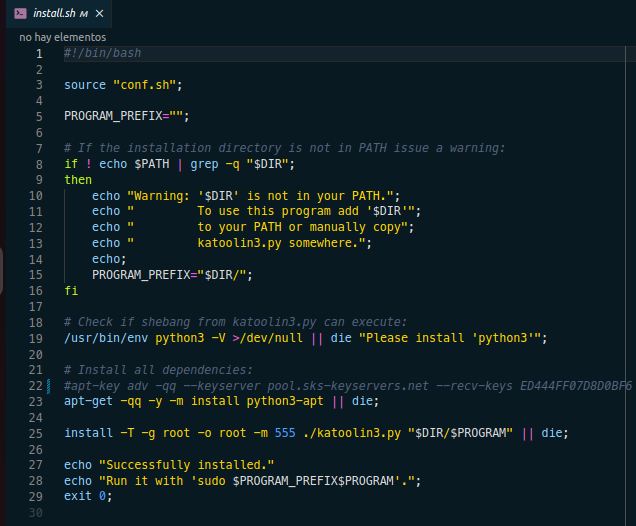 install.sh M ×
no hay elementos
1 #!/bin/bash
2
3 source "conf.sh";
4
5 PROGRAM_PREFIX="";
6
7 # If the installation directory is not in PATH issue a warning:
8 if ! echo $PATH | grep -q "$DIR";
9 then
10 echo "Warning: '$DIR' is not in your PATH.";
11 echo "         To use this program add '$DIR'";
12 echo "         to your PATH or manually copy";
13 echo "         katoolin3.py somewhere.";
14 echo;
15 PROGRAM_PREFIX="$DIR/";
16 fi
17
18 # Check if shebang from katoolin3.py can execute:
19 /usr/bin/env python3 -V >/dev/null || die "Please install 'python3'";
20
21 # Install all dependencies:
22 #apt-key adv -qq --keyserver pool.sks-keyservers.net --recv-keys ED444FF07D8D0BF6
23 apt-get -qq -y -m install python3-apt || die;
24
25 install -T -g root -o root -m 555 ./katoolin3.py "$DIR/$PROGRAM" || die;
26
27 echo "Successfully installed."
28 echo "Run it with 'sudo $PROGRAM_PREFIX$PROGRAM'.";
29 exit 0;
30